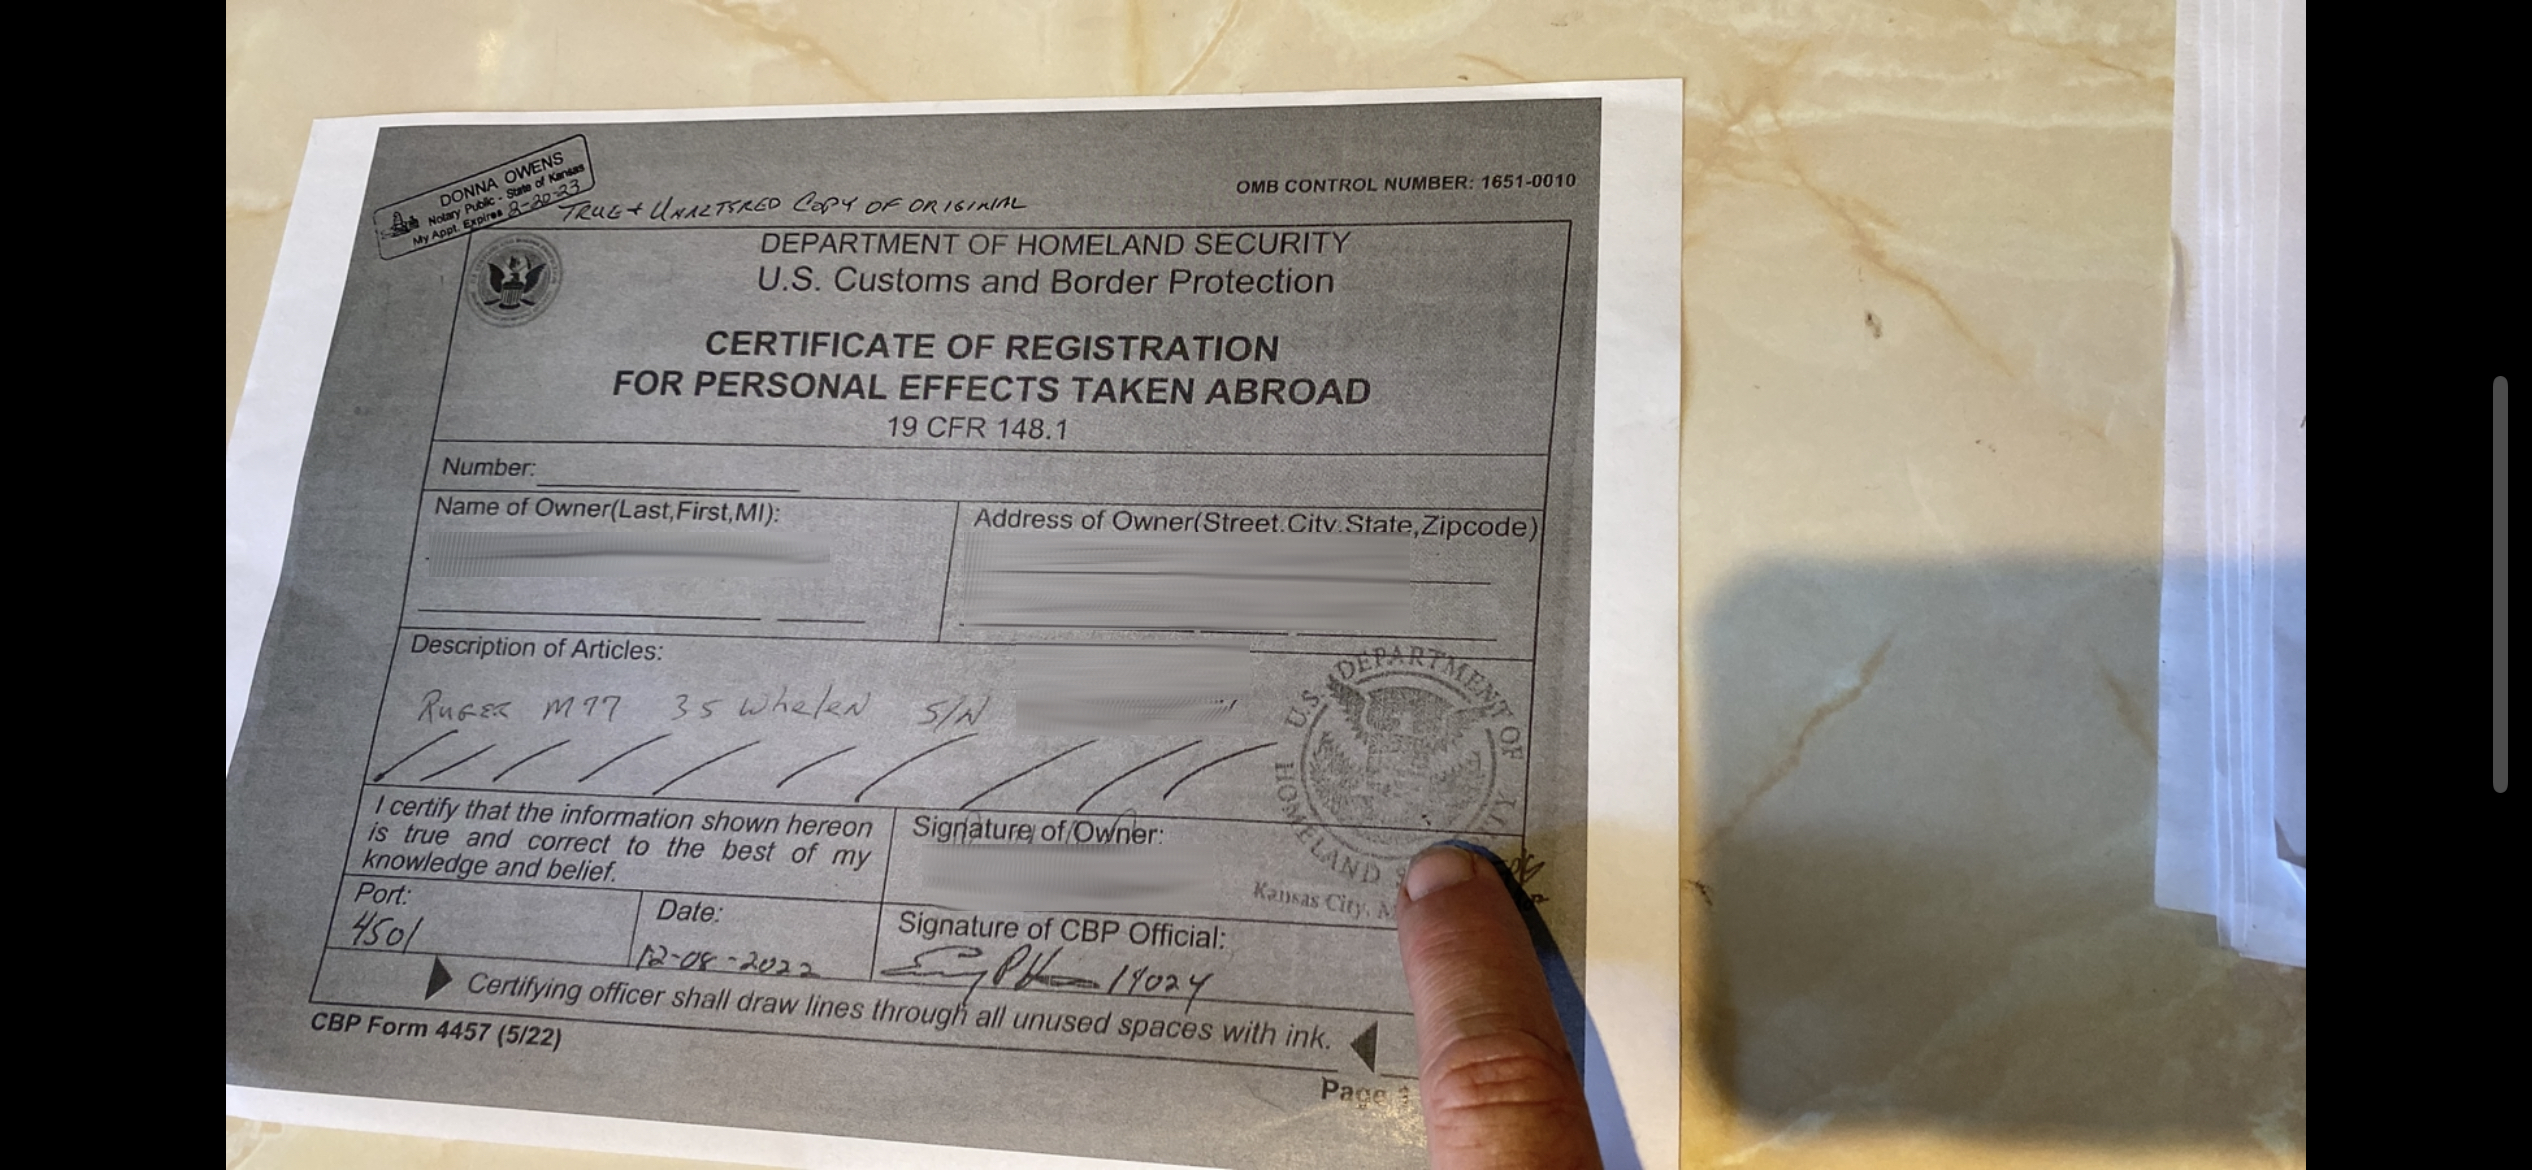 DONNA OWENS
Notary Public - State of Kansas
My Appt. Expires 8-20-23
TRUE + UNALTERED COPY OF ORIGINAL
OMB CONTROL NUMBER: 1651-0010
DEPARTMENT OF HOMELAND SECURITY
U.S. Customs and Border Protection
CERTIFICATE OF REGISTRATION
FOR PERSONAL EFFECTS TAKEN ABROAD
19 CFR 148.1
Number:
Name of Owner(Last,First,MI):
Address of Owner(Street,City,State,Zipcode)
Description of Articles:
RUGER M77 35 Whelen S/N
U.S. DEPARTMENT OF
HOMELAND
Kansas City,
I certify that the information shown hereon
is true and correct to the best of my
knowledge and belief.
Signature of Owner:
Port:
4501
Date:
12-08-2022
Signature of CBP Official:
14024
Certifying officer shall draw lines through all unused spaces with ink.
CBP Form 4457 (5/22)
Page